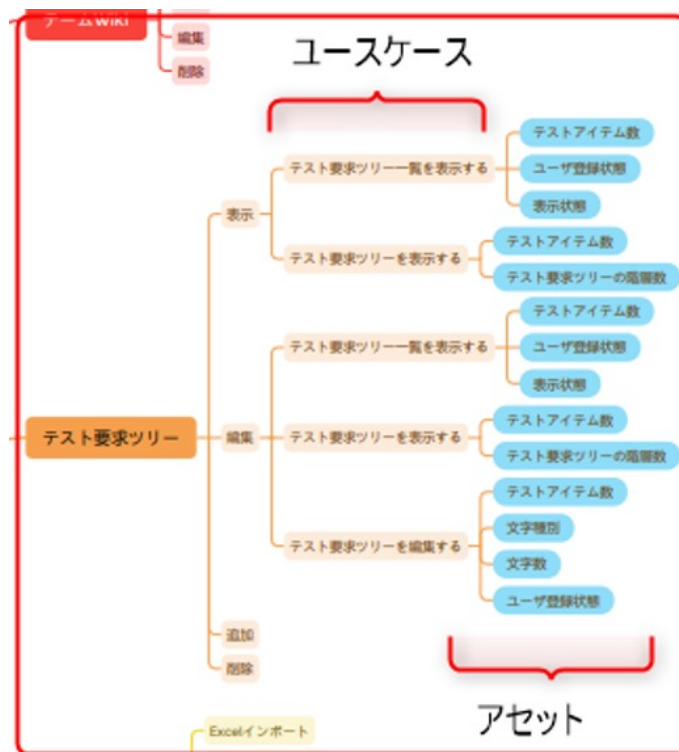 チームWiki
編集
削除
ユースケース
テストアイテム数
テスト要求ツリー一覧を表示する
ユーザ登録状態
表示状態
表示
テストアイテム数
テスト要求ツリーを表示する
テスト要求ツリーの階層数
テストアイテム数
テスト要求ツリー一覧を表示する
ユーザ登録状態
表示状態
テストアイテム数
テスト要求ツリー
編集
テスト要求ツリーを表示する
テスト要求ツリーの階層数
テストアイテム数
文字種別
テスト要求ツリーを編集する
文字数
ユーザ登録状態
追加
削除
アセット
Excelインポート